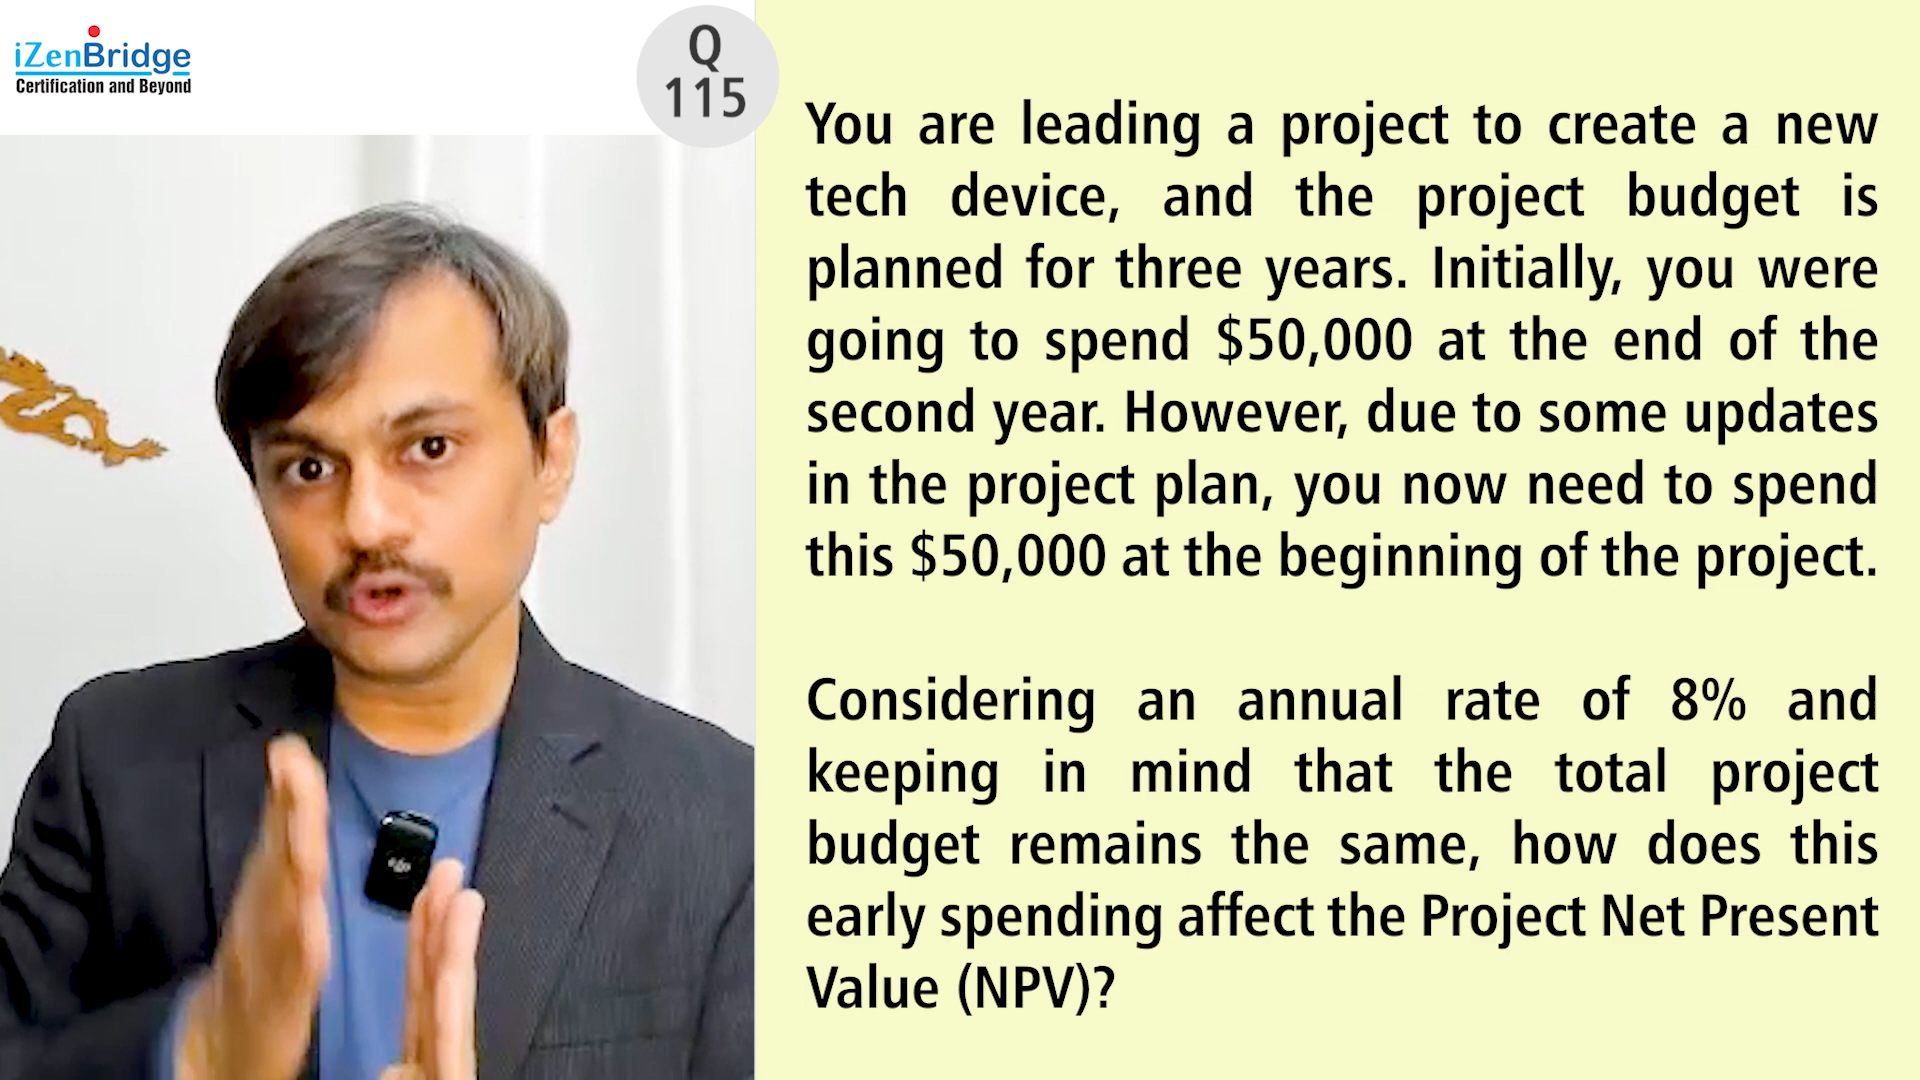 iZenBridge
Certification and Beyond
Q
115
You are leading a project to create a new
tech device, and the project budget is
planned for three years. Initially, you were
going to spend $50,000 at the end of the
second year. However, due to some updates
in the project plan, you now need to spend
this $50,000 at the beginning of the project.
Considering an annual rate of 8% and
keeping in mind that the total project
budget remains the same, how does this
early spending affect the Project Net Present
Value (NPV)?
dji